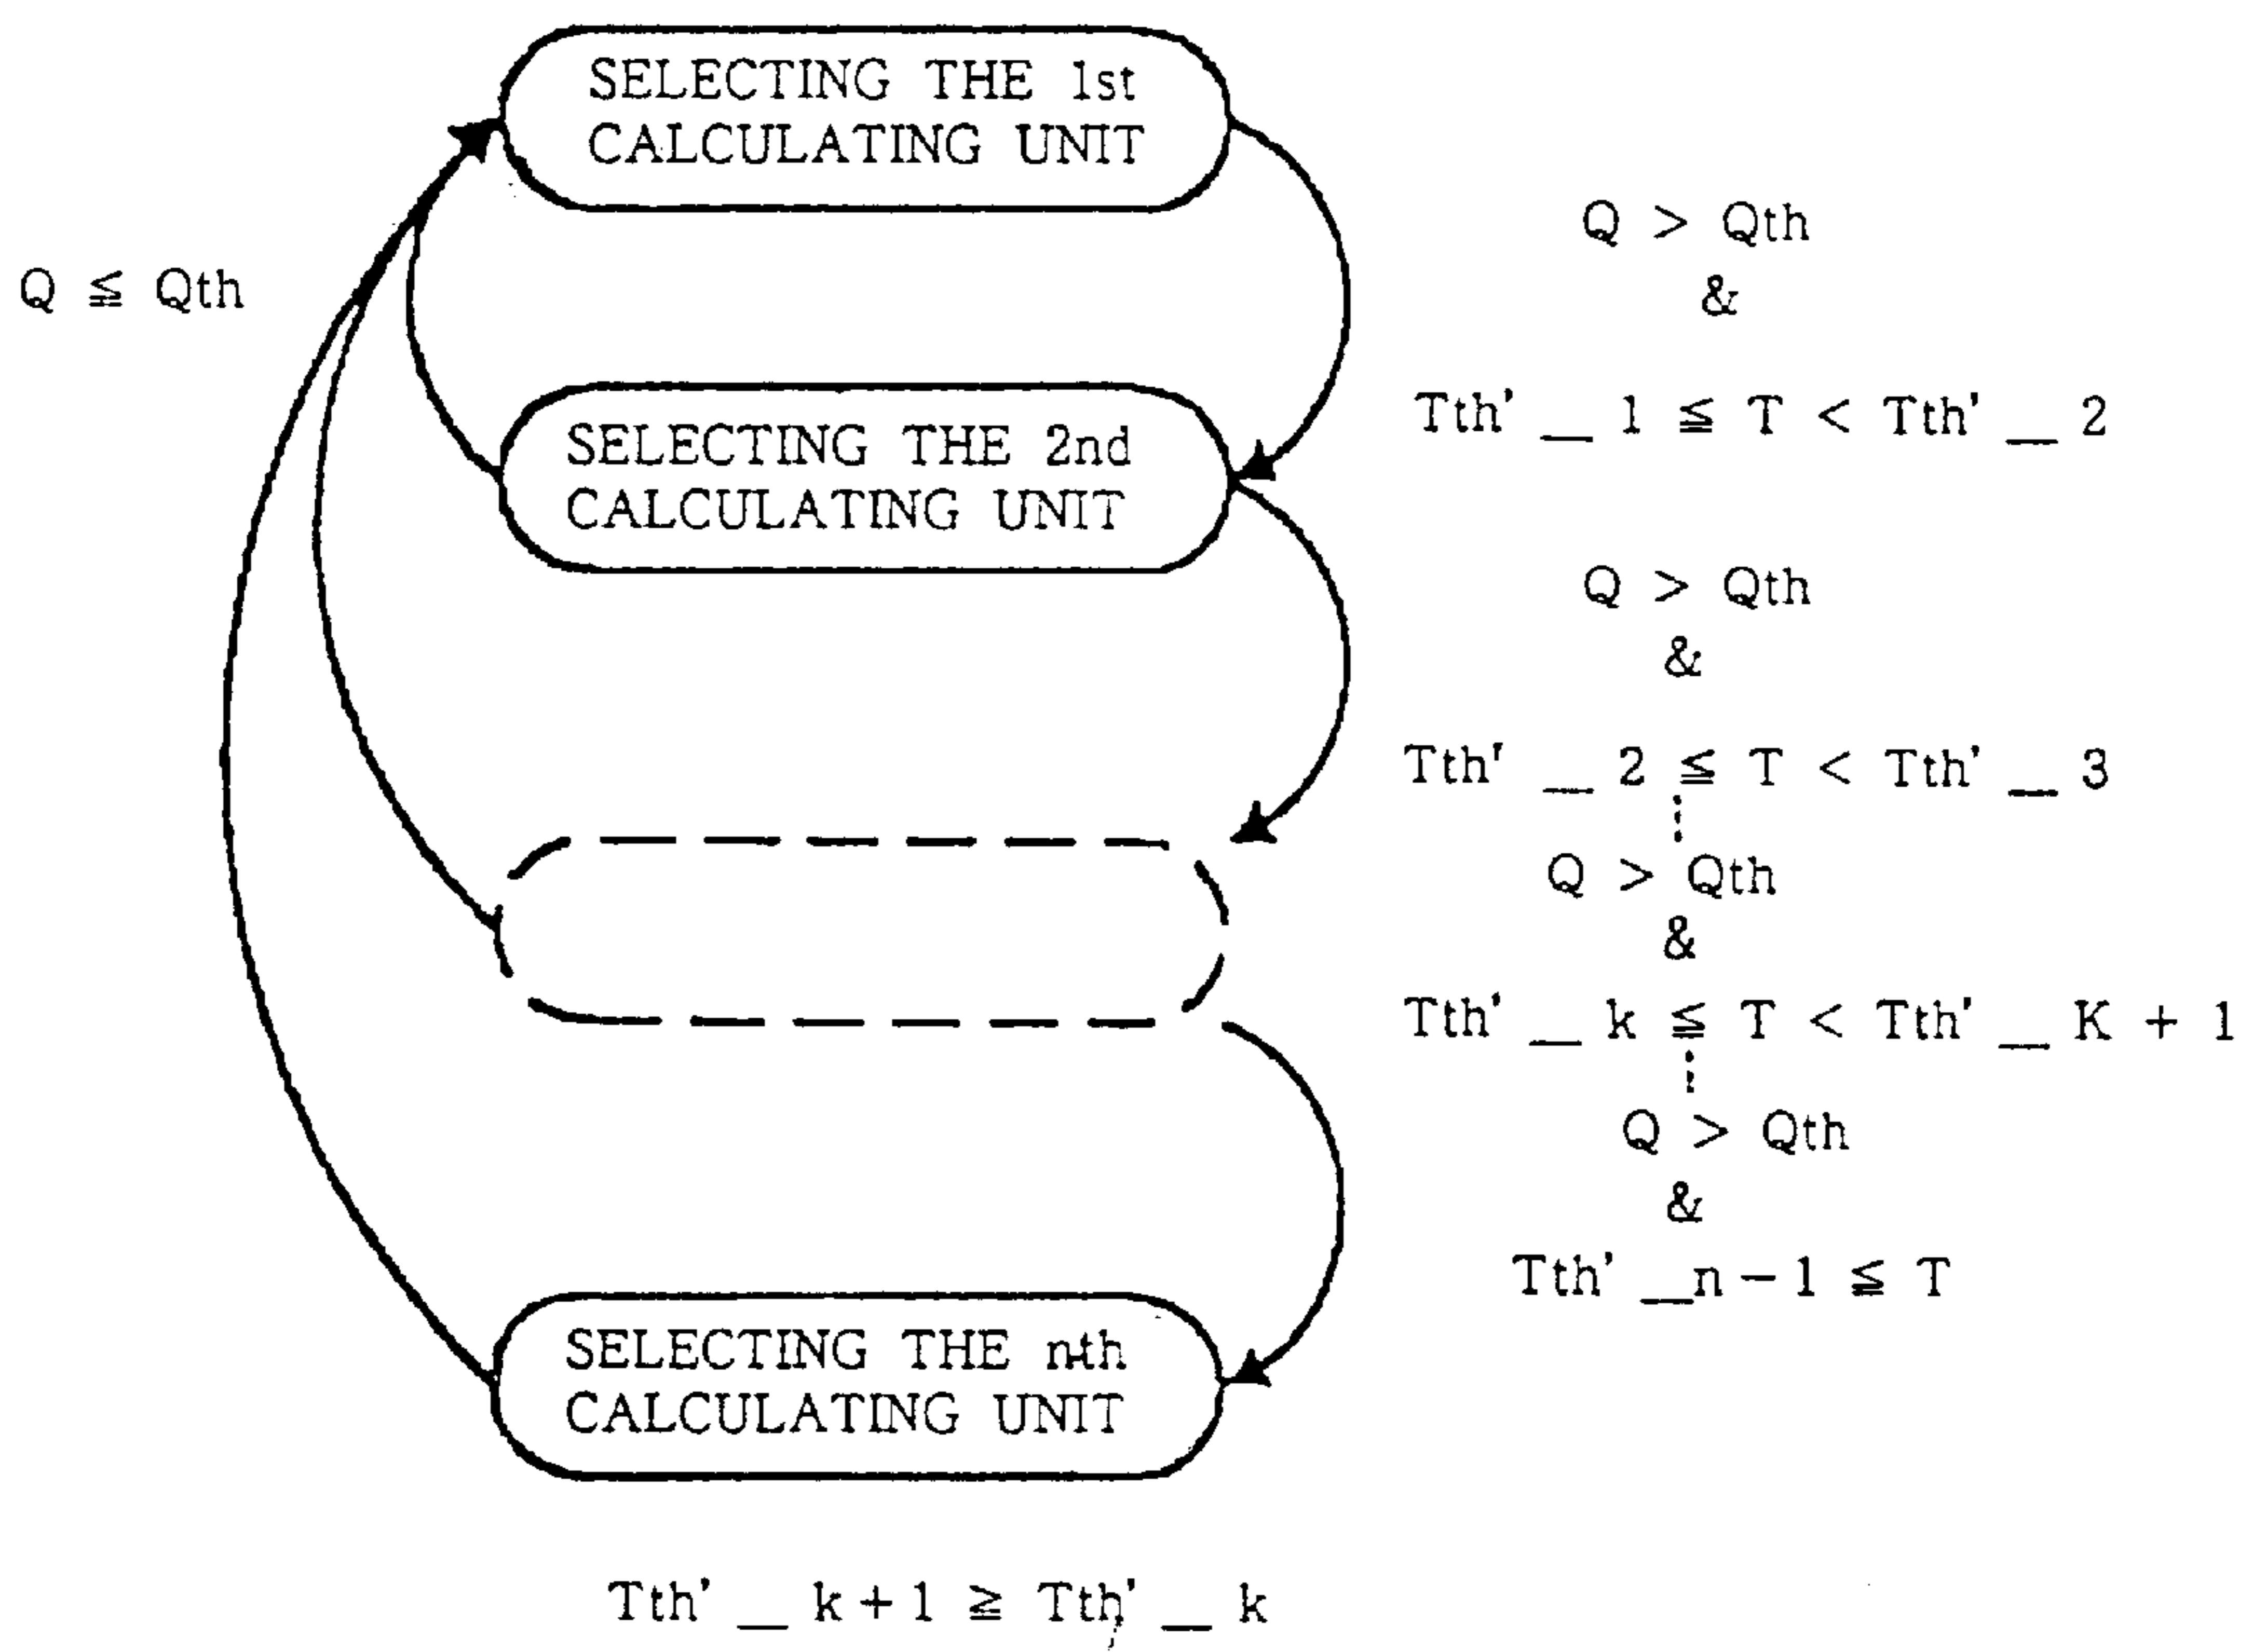 SELECTING THE 1st
CALCULATING UNIT
Q > Qth
&
Q ≦ Qth
Tth' _ 1 ≦ T < Tth' _ 2
SELECTING THE 2nd
CALCULATING UNIT
Q > Qth
&
Tth' _ 2 ≦ T < Tth' _ 3
Q > Qth
&
Tth' _ k ≦ T < Tth' _ K + 1
Q > Qth
&
Tth' _n-1 ≦ T
SELECTING THE nth
CALCULATING UNIT
Tth' _ k+1 ≧ Tth' _ k